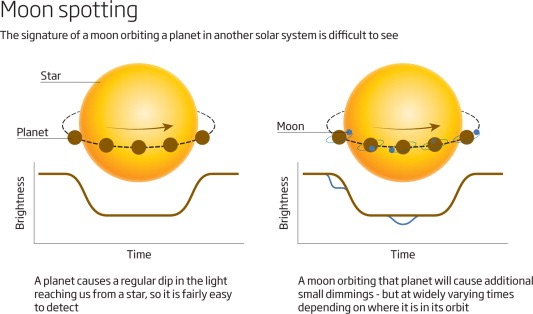 Moon spotting
The signature of a moon orbiting a planet in another solar system is difficult to see
Star
Planet
Brightness
Time
A planet causes a regular dip in the light
reaching us from a star, so it is fairly easy
to detect
Moon
Brightness
Time
A moon orbiting that planet will cause additional
small dimmings - but at widely varying times
depending on where it is in its orbit